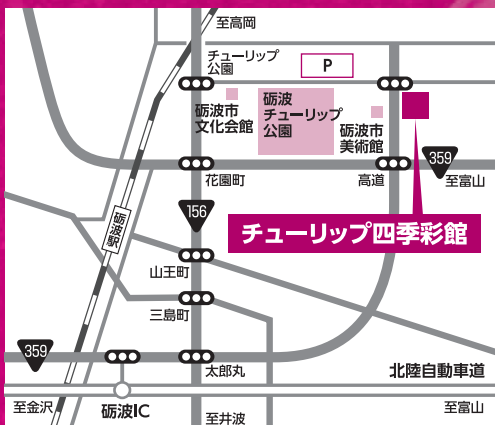 至高岡
チューリップ
公園
P
砺波市
文化会館
砺波
チューリップ
公園
砺波市
美術館
359
花園町
高道
至富山
砺波駅
156
チューリップ四季彩館
山王町
三島町
359
太郎丸
北陸自動車道
至金沢
砺波IC
至井波
至富山